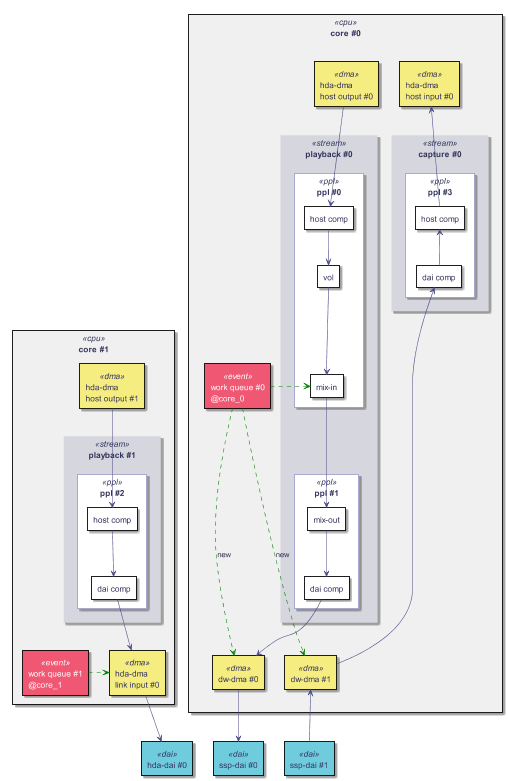 «cpu»
core #0
«dma»
hda-dma
host output #0
«dma»
hda-dma
host input #0
«stream»
playback #0
«stream»
capture #0
«ppl»
ppl #0
«ppl»
ppl #3
host comp
host comp
vol
dai comp
«cpu»
core #1
«dma»
hda-dma
host output #1
«event»
work queue #0
@core_0
mix-in
«stream»
playback #1
«ppl»
ppl #2
«ppl»
ppl #1
host comp
mix-out
new
new
dai comp
dai comp
«event»
work queue #1
@core_1
«dma»
hda-dma
link input #0
«dma»
dw-dma #0
«dma»
dw-dma #1
«dai»
hda-dai #0
«dai»
ssp-dai #0
«dai»
ssp-dai #1